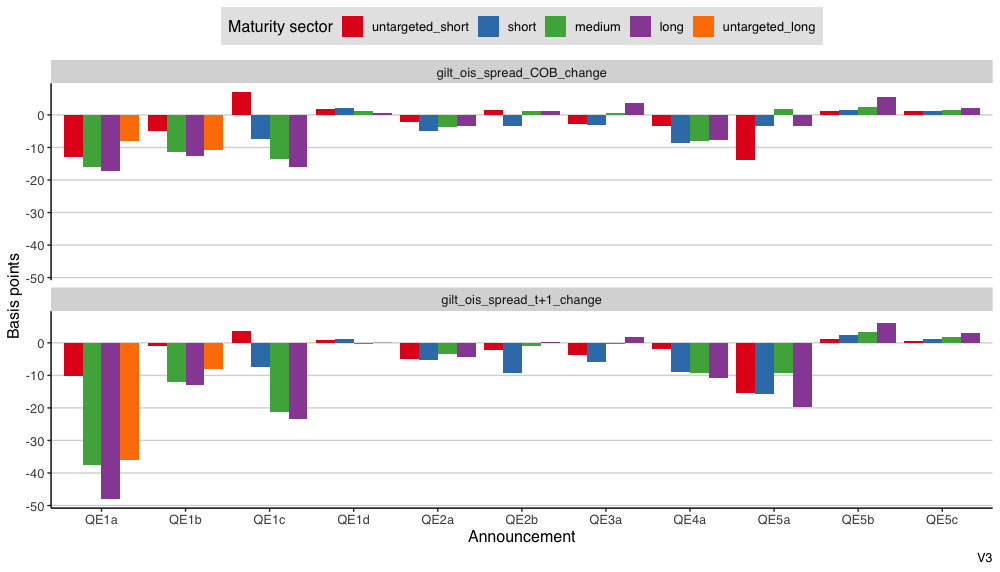 Maturity sector untargeted_short short medium long untargeted_long
gilt_ois_spread_COB_change
0
-10
-20
-30
-40
-50
gilt_ois_spread_t+1_change
0
-10
-20
-30
-40
-50
Basis points
QE1a QE1b QE1c QE1d QE2a QE2b QE3a QE4a QE5a QE5b QE5c
Announcement
V3